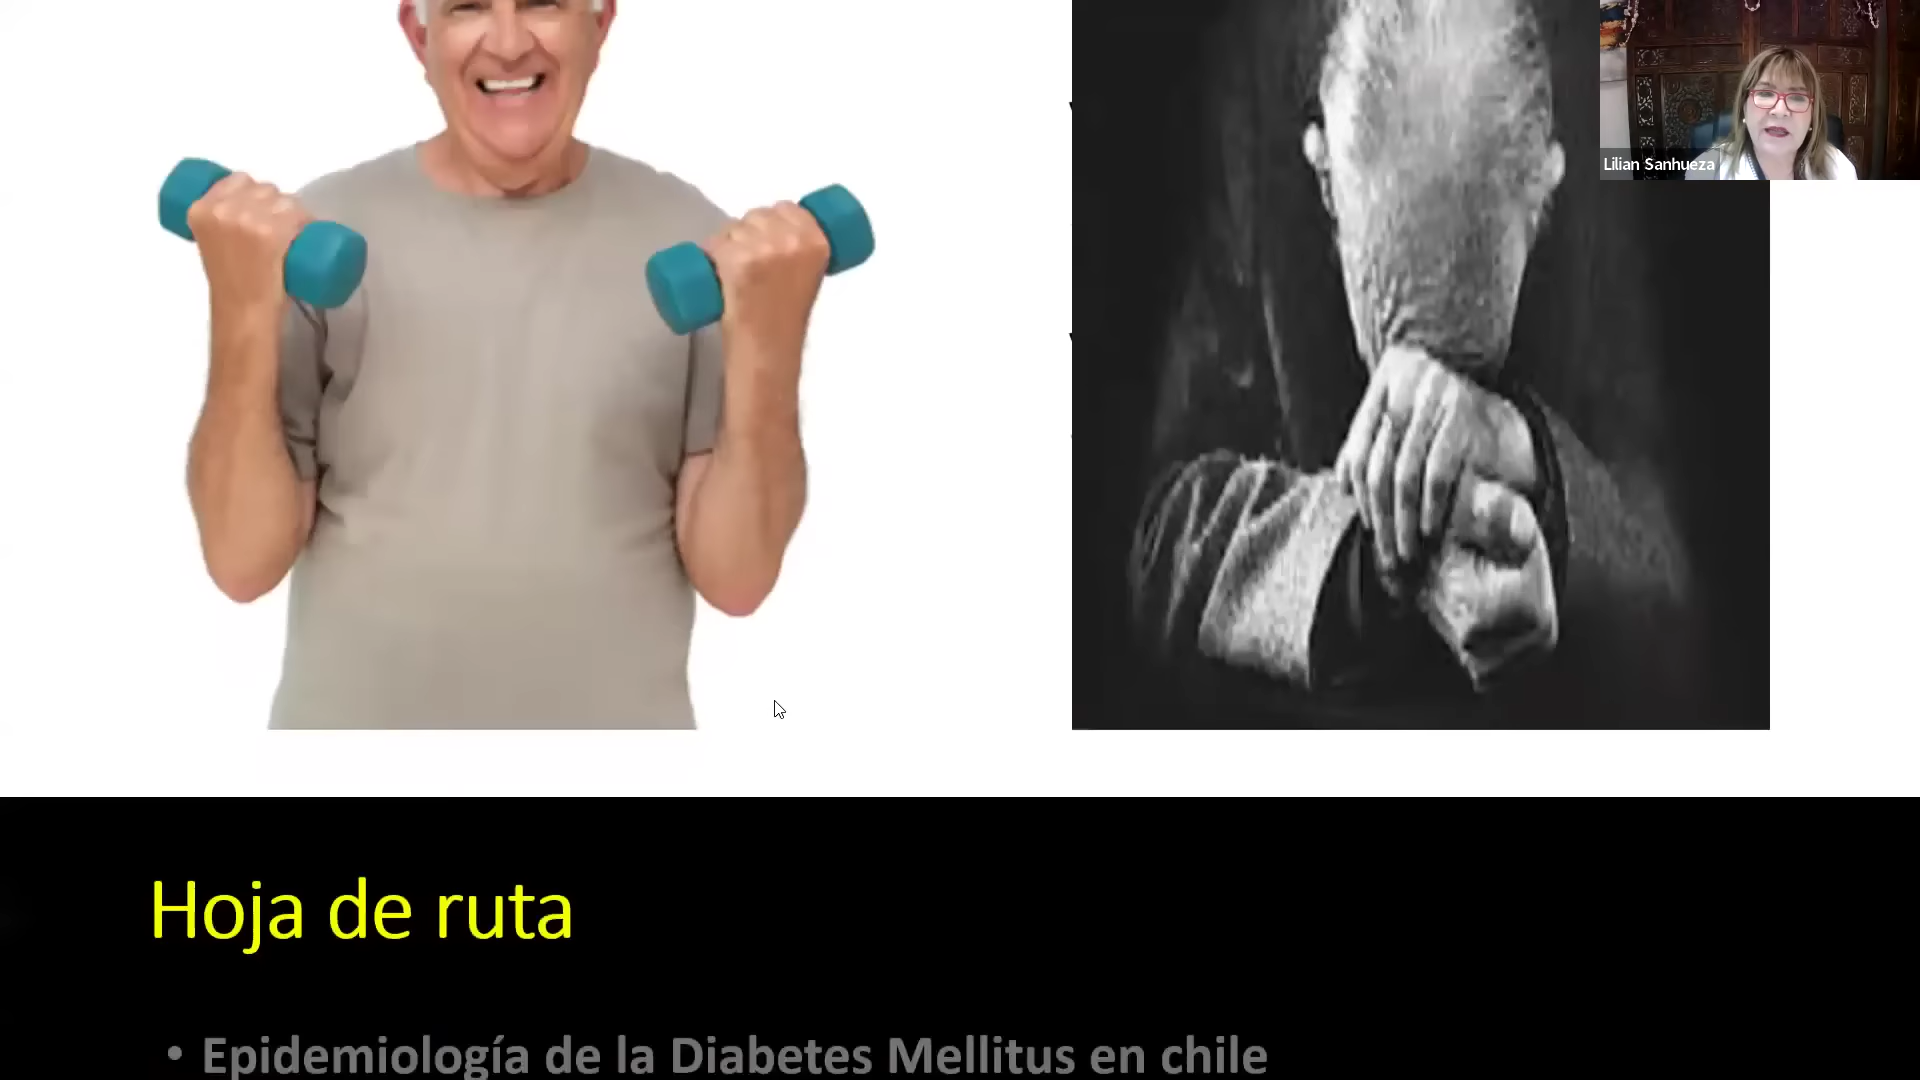 Lilian Sanhueza
Hoja de ruta
• Epidemiología de la Diabetes Mellitus en chile